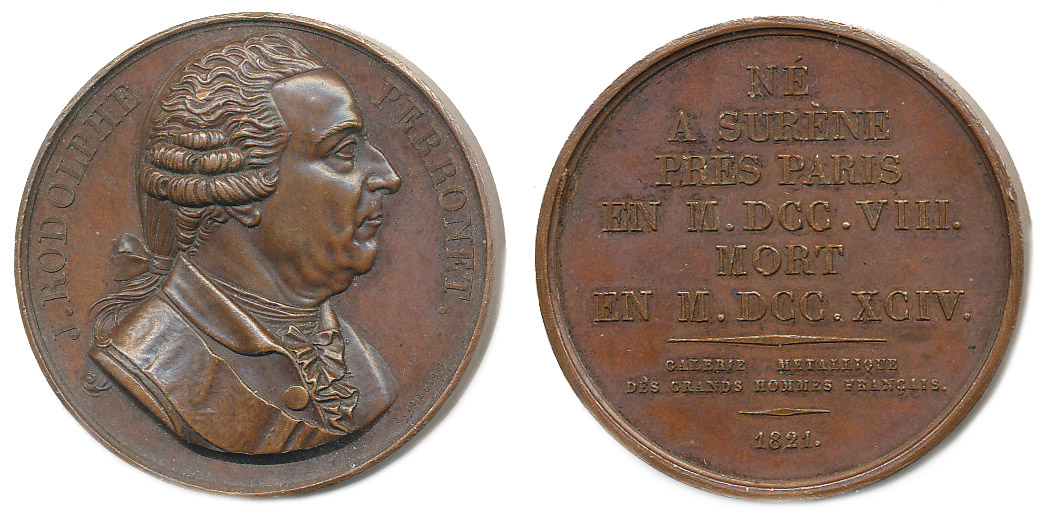 J. RODOLPHE PERRONET.
NÉ
A SURÈNE
PRÈS PARIS
EN M. DCC. VIII.
MORT
EN M. DCC. XCIV.
GALERIE METALLIQUE
DES GRANDS HOMMES FRANÇAIS.
1821.